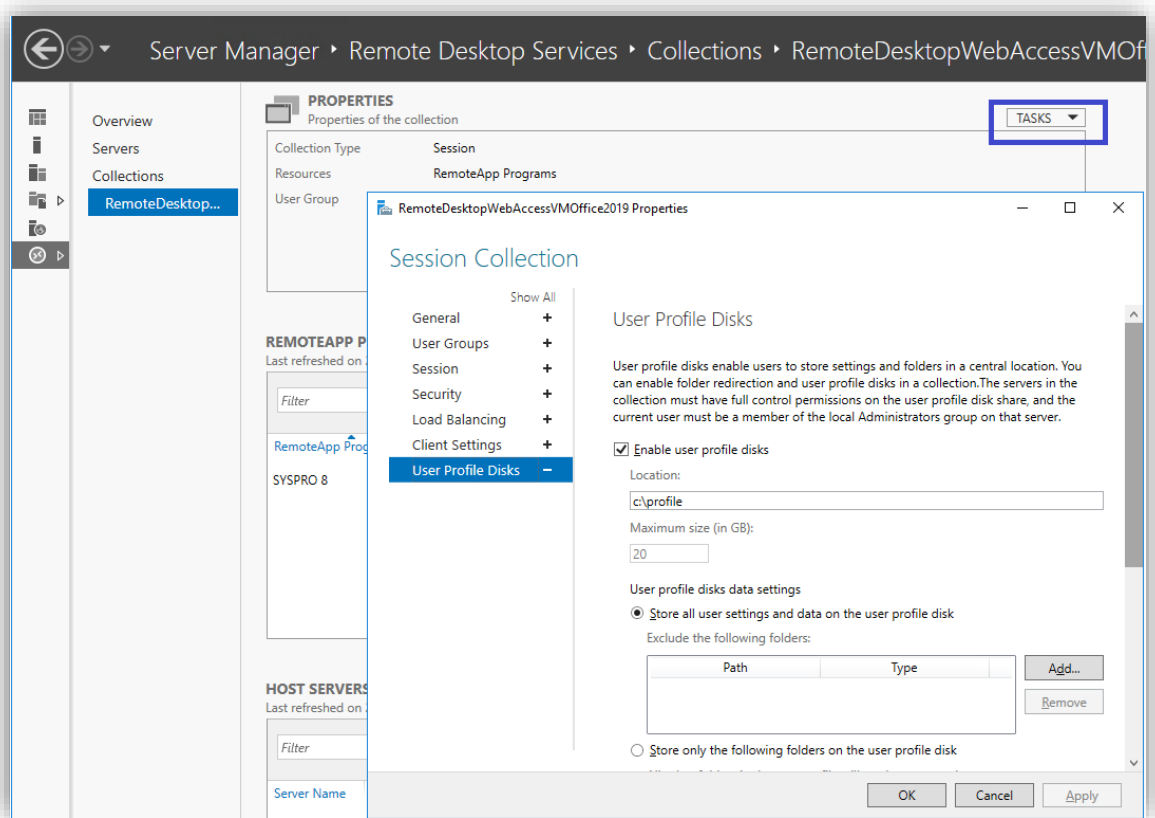 Server Manager ‣ Remote Desktop Services ‣ Collections ‣ RemoteDesktopWebAccessVMOf
Overview
Servers
Collections
RemoteDesktop...
PROPERTIES
Properties of the collection
TASKS
Collection Type Session
Resources RemoteApp Programs
User Group
REMOTEAPP P
Last refreshed on
Filter
RemoteApp Prog
SYSPRO 8
HOST SERVERS
Last refreshed on
Filter
Server Name
RemoteDesktopWebAccessVMOffice2019 Properties
Session Collection
Show All
General +
User Groups +
Session +
Security +
Load Balancing +
Client Settings +
User Profile Disks –
User Profile Disks
User profile disks enable users to store settings and folders in a central location. You
can enable folder redirection and user profile disks in a collection.The servers in the
collection must have full control permissions on the user profile disk share, and the
current user must be a member of the local Administrators group on that server.
Enable user profile disks
Location:
c:\profile
Maximum size (in GB):
20
User profile disks data settings
Store all user settings and data on the user profile disk
Exclude the following folders:
Path Type
Add...
Remove
Store only the following folders on the user profile disk
OK Cancel Apply